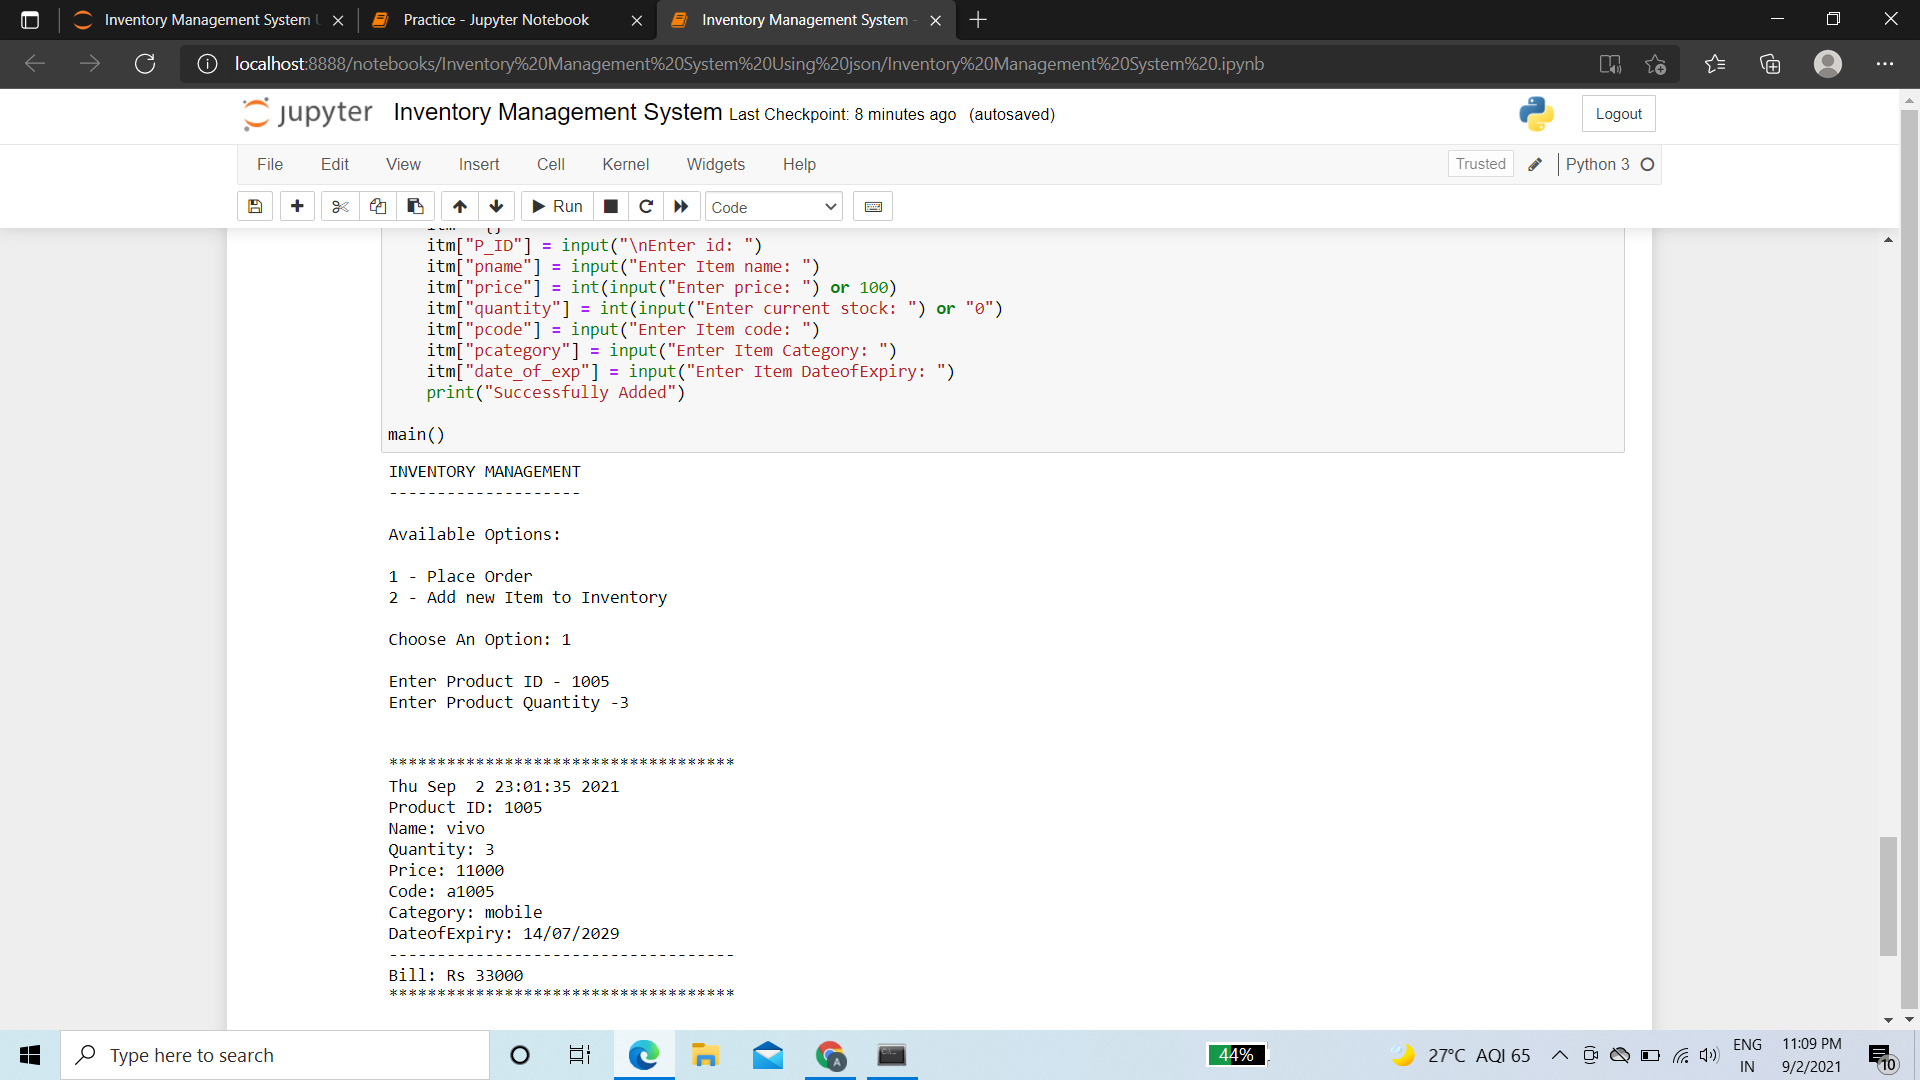 Inventory Management System
Practice - Jupyter Notebook
Inventory Management System -
localhost:8888/notebooks/Inventory%20Management%20System%20Using%20json/Inventory%20Management%20System%20.ipynb
jupyter Inventory Management System Last Checkpoint: 8 minutes ago (autosaved)
Logout
File Edit View Insert Cell Kernel Widgets Help
Trusted Python 3
Run Code
itm["P_ID"] = input("\nEnter id: ")
itm["pname"] = input("Enter Item name: ")
itm["price"] = int(input("Enter price: ") or 100)
itm["quantity"] = int(input("Enter current stock: ") or "0")
itm["pcode"] = input("Enter Item code: ")
itm["pcategory"] = input("Enter Item Category: ")
itm["date_of_exp"] = input("Enter Item DateofExpiry: ")
print("Successfully Added")
main()
INVENTORY MANAGEMENT
--------------------
Available Options:
1 - Place Order
2 - Add new Item to Inventory
Choose An Option: 1
Enter Product ID - 1005
Enter Product Quantity -3
************************************
Thu Sep  2 23:01:35 2021
Product ID: 1005
Name: vivo
Quantity: 3
Price: 11000
Code: a1005
Category: mobile
DateofExpiry: 14/07/2029
------------------------------------
Bill: Rs 33000
************************************
Type here to search
44%
27°C AQI 65
ENG
IN
11:09 PM
9/2/2021
10